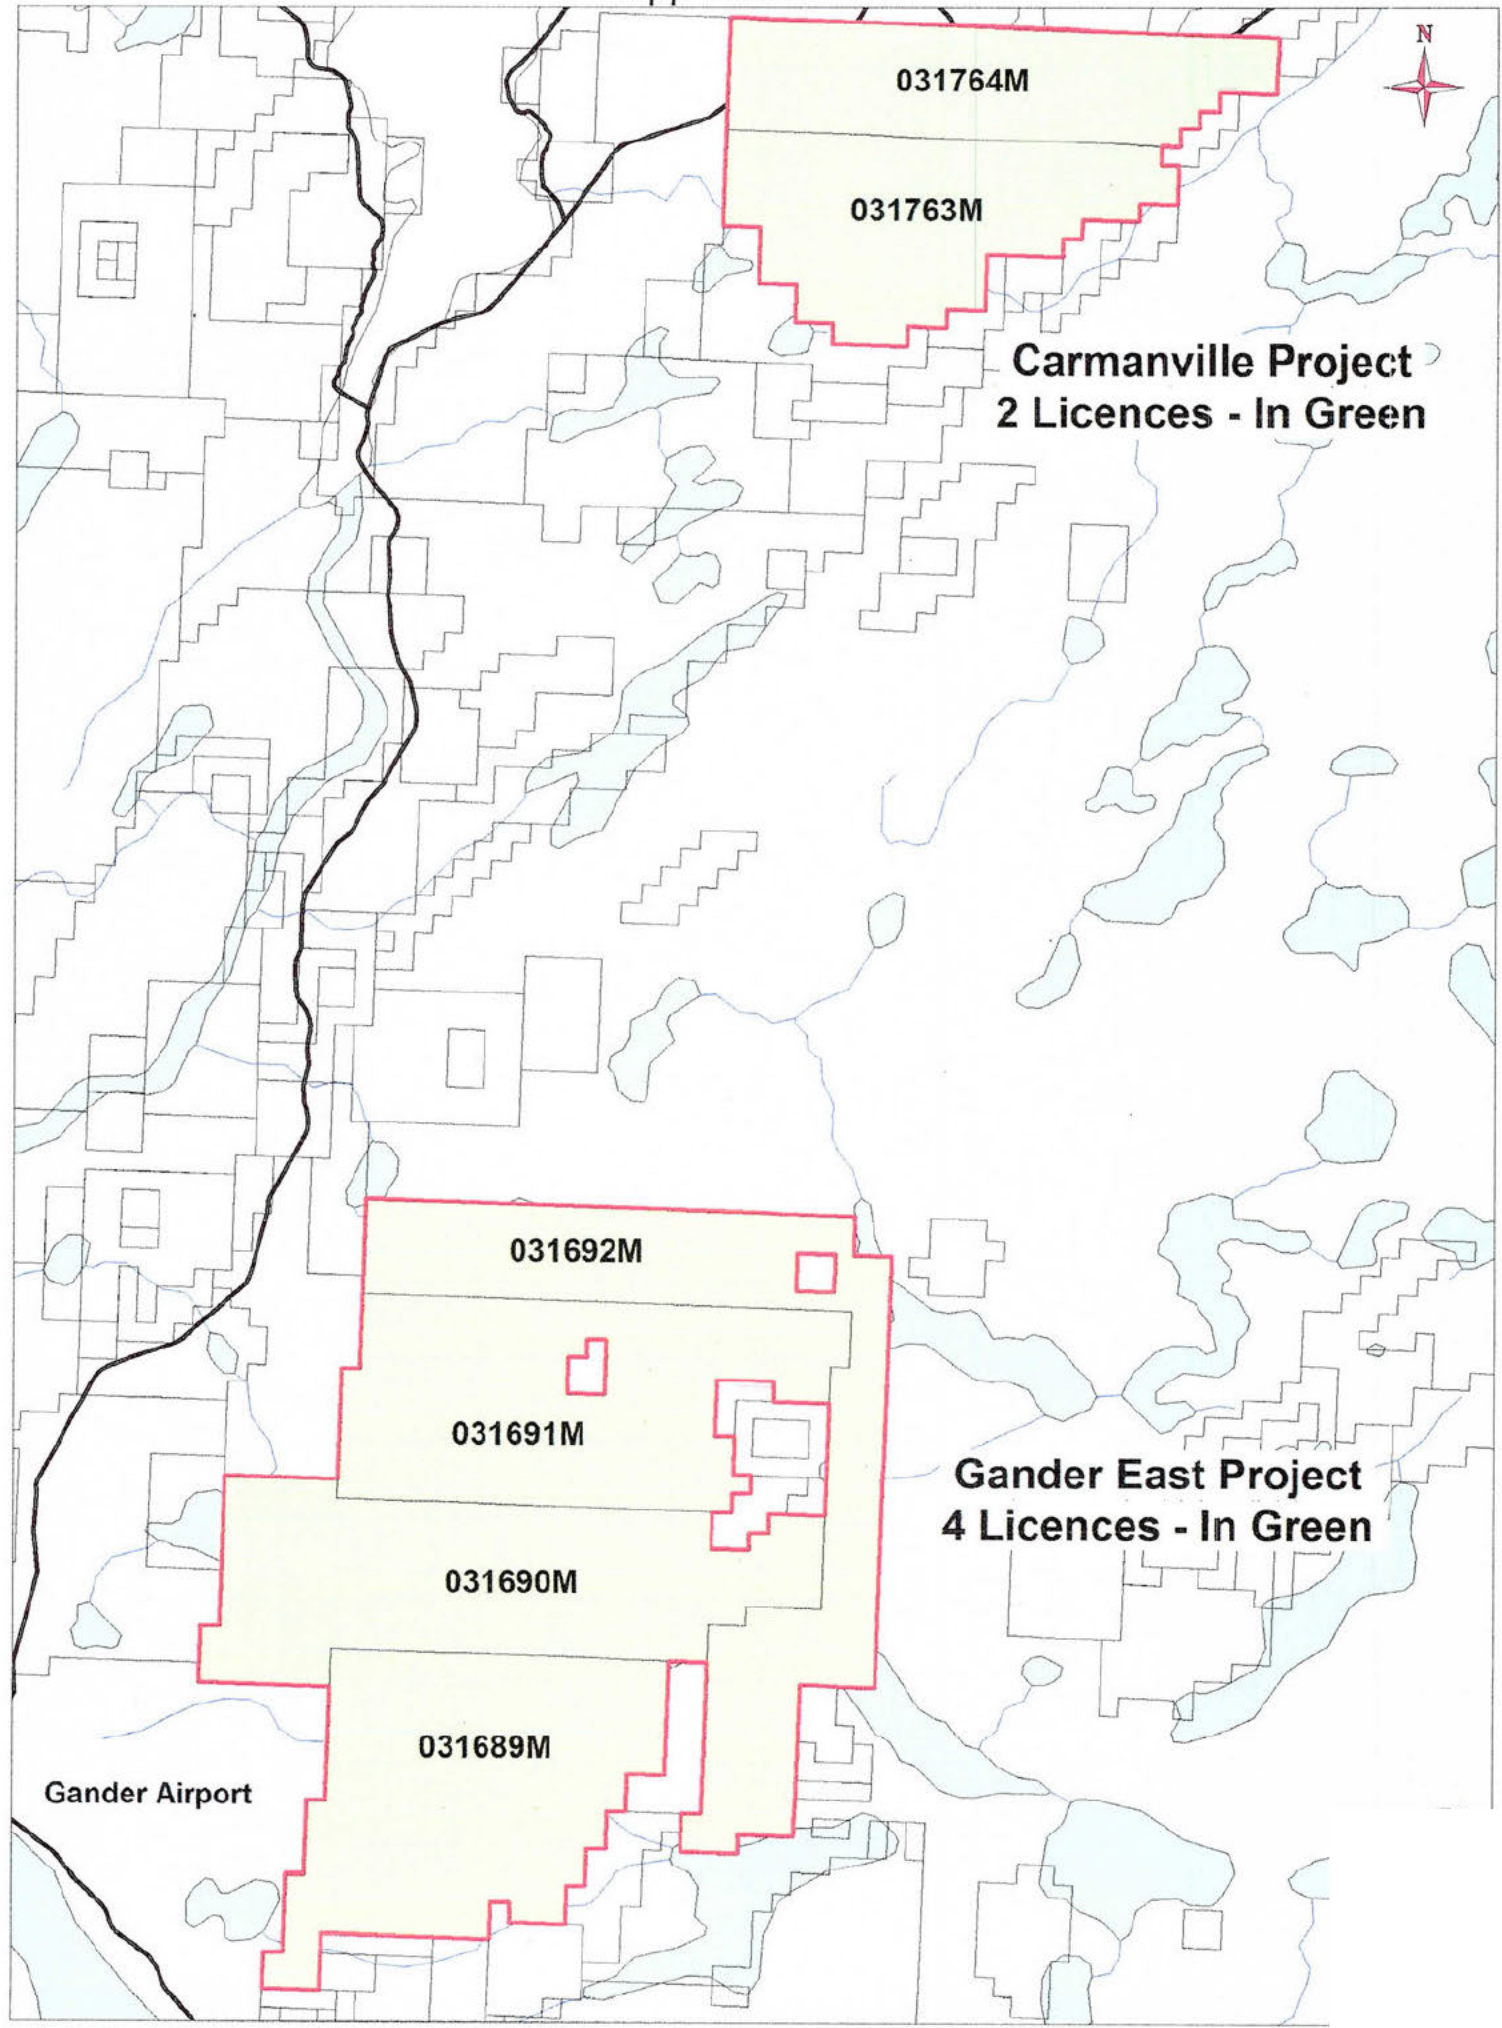 N
031764M
031763M
Carmanville Project
2 Licences - In Green
031692M
031691M
Gander East Project
4 Licences - In Green
031690M
031689M
Gander Airport